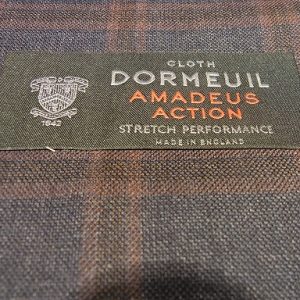 CLOTH
DORMEUIL
AMADEUS
ACTION
STRETCH PERFORMANCE
MADE IN ENGLAND
1842